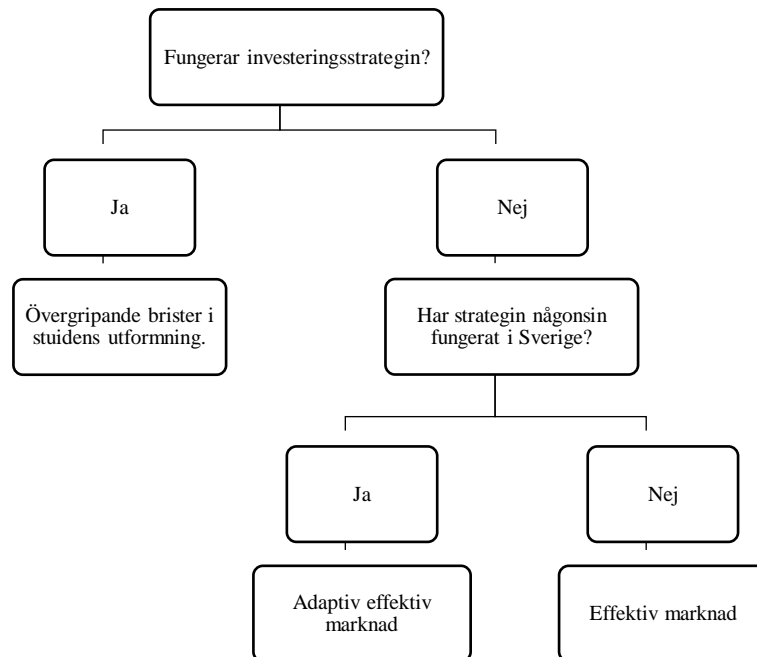 Fungerar investeringsstrategin?
Ja
Nej
Övergripande brister i
stuidens utformning.
Har strategin någonsin
fungerat i Sverige?
Ja
Nej
Adaptiv effektiv
marknad
Effektiv marknad